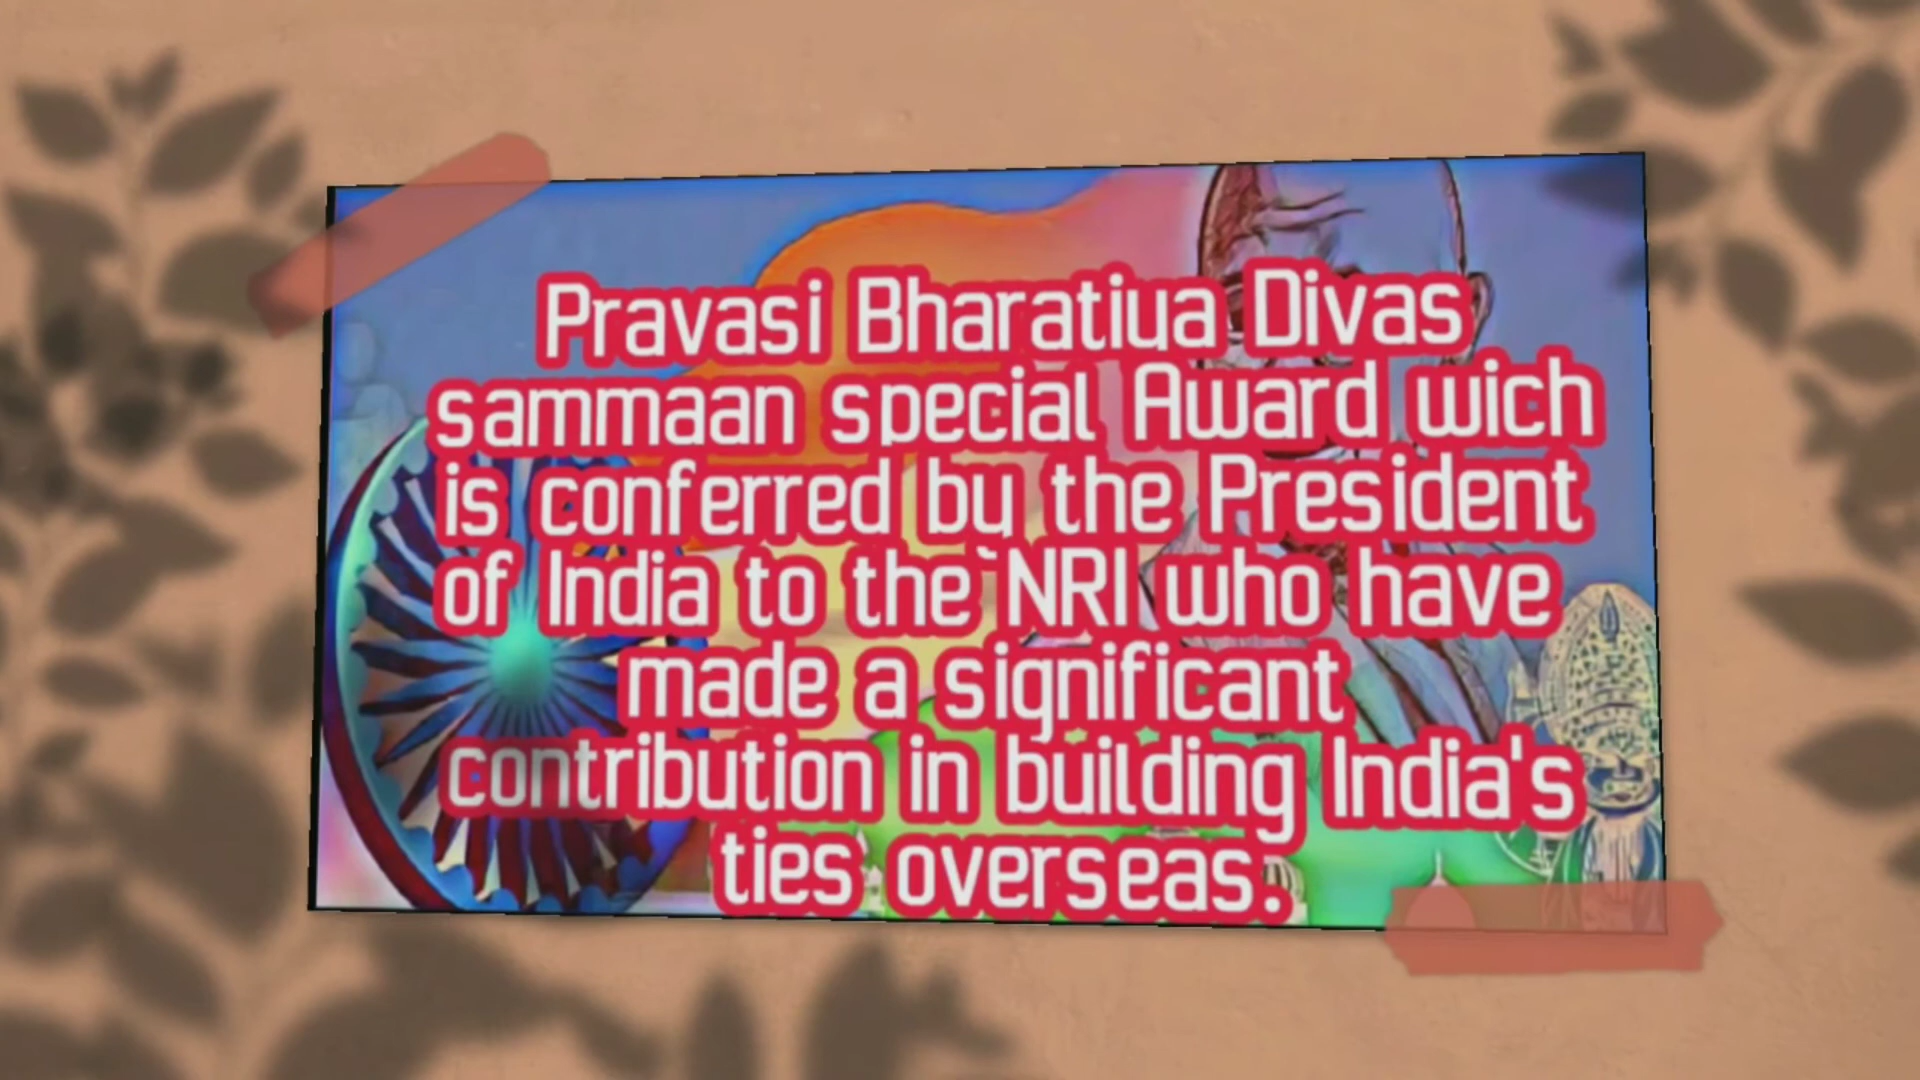 Pravasi Bharatiya Divas
sammaan special Award wich
is conferred by the President
of India to the NRI who have
made a significant
contribution in building India's
ties overseas.